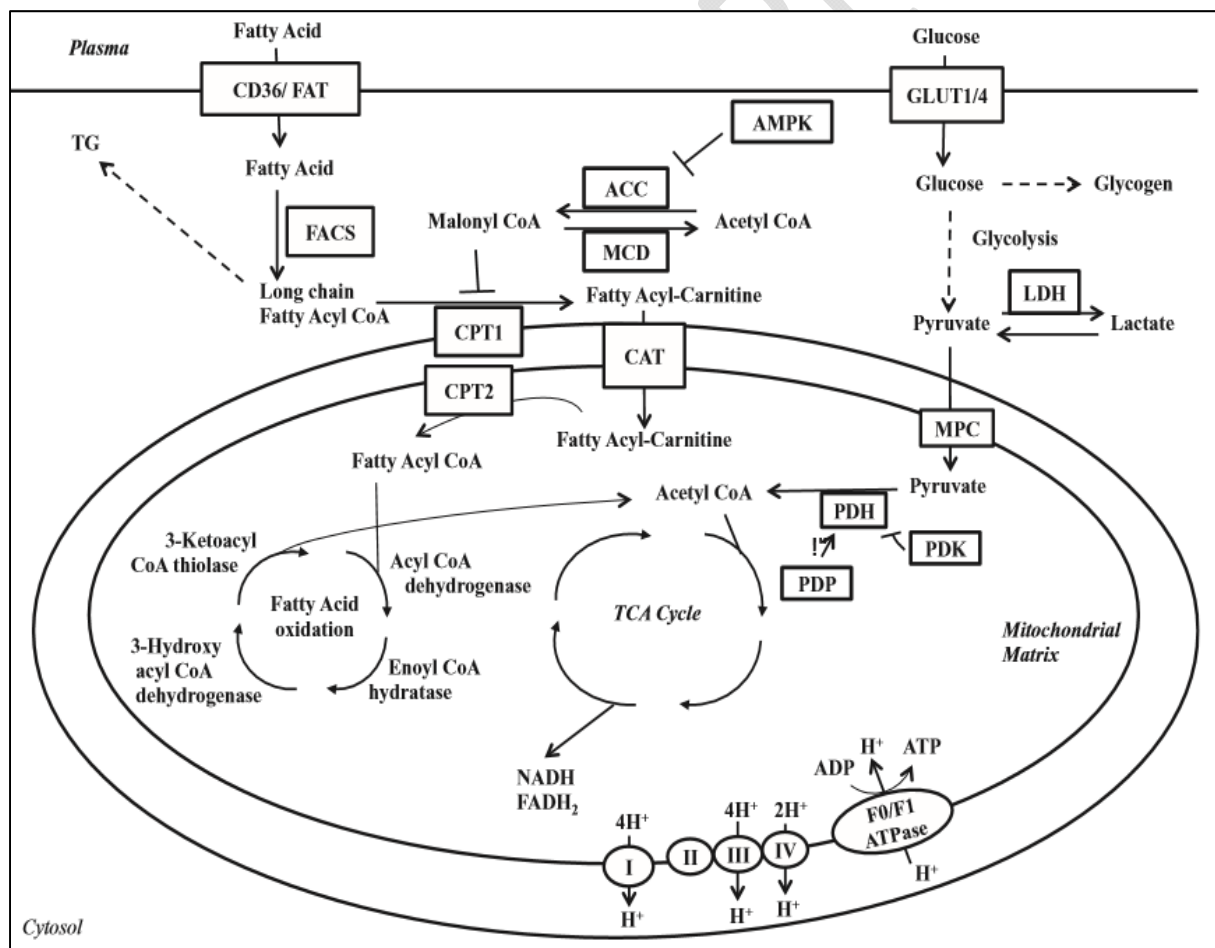 Fatty Acid
Glucose
Plasma
CD36/ FAT
GLUT1/4
AMPK
TG
Fatty Acid
ACC
Glucose
Glycogen
Malonyl CoA
Acetyl CoA
FACS
MCD
Glycolysis
Long chain
Fatty Acyl CoA
Fatty Acyl-Carnitine
LDH
Pyruvate
Lactate
CPT1
CAT
CPT2
MPC
Fatty Acyl-Carnitine
Fatty Acyl CoA
Acetyl CoA
Pyruvate
PDH
3-Ketoacyl
CoA thiolase
!?
PDK
Acyl CoA
dehydrogenase
PDP
Fatty Acid
oxidation
TCA Cycle
Mitochondrial
Matrix
3-Hydroxy
acyl CoA
dehydrogenase
Enoyl CoA
hydratase
NADH
FADH₂
H⁺
ATP
ADP
4H⁺
4H⁺
2H⁺
F0/F1
ATPase
I
II
III
IV
H⁺
H⁺
H⁺
H⁺
Cytosol